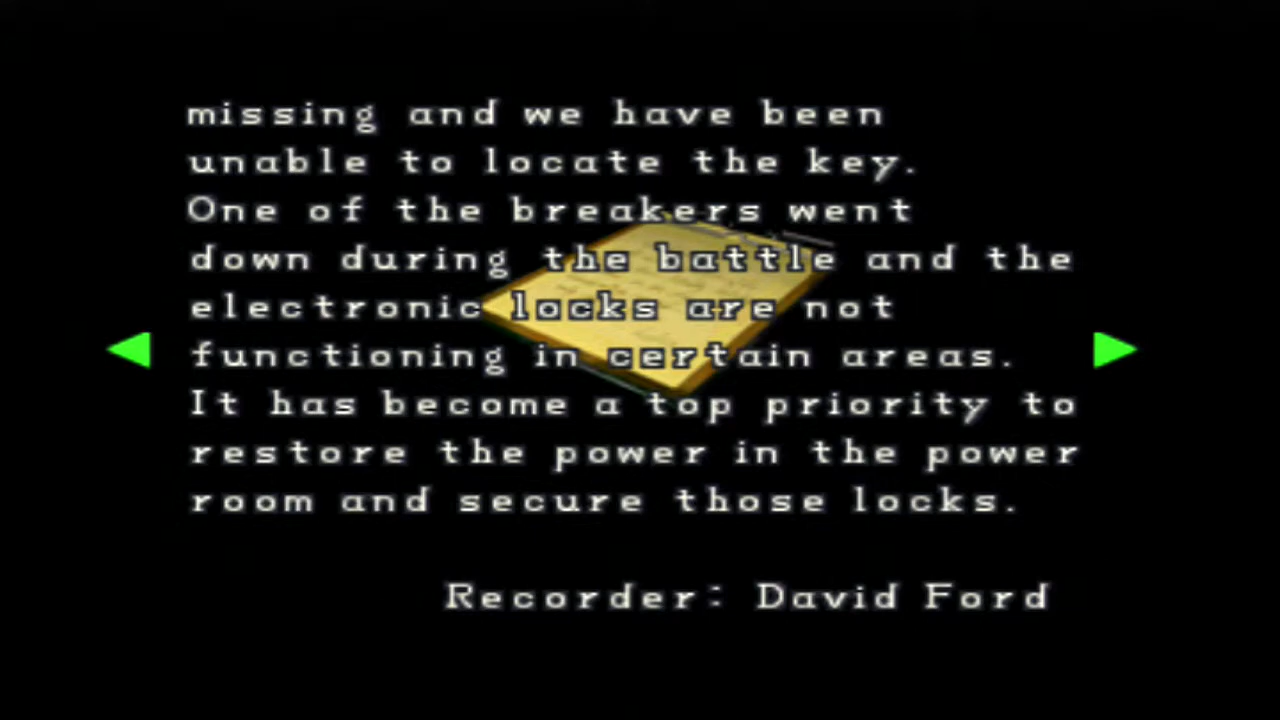 missing and we have been
unable to locate the key.
One of the breakers went
down during the battle and the
electronic locks are not
functioning in certain areas.
It has become a top priority to
restore the power in the power
room and secure those locks.
Recorder: David Ford